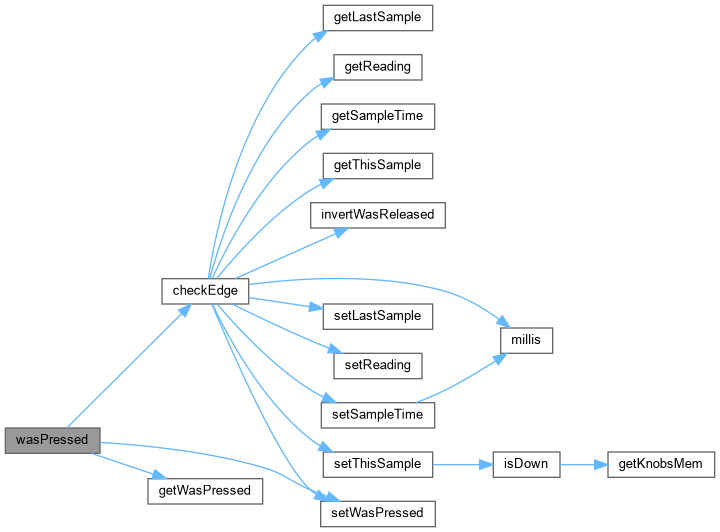 getLastSample
getReading
getSampleTime
getThisSample
invertWasReleased
checkEdge
setLastSample
millis
setReading
setSampleTime
wasPressed
setThisSample
isDown
getKnobsMem
getWasPressed
setWasPressed